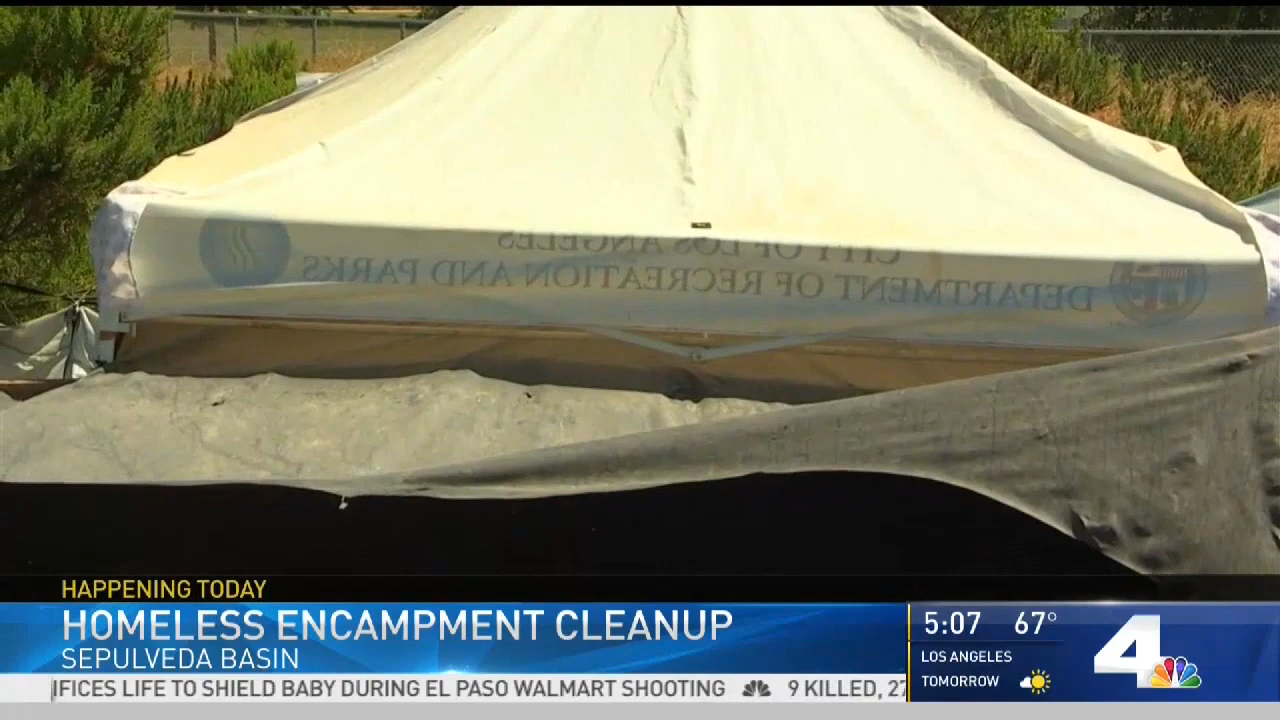 CITY OF LOS ANGELES
DEPARTMENT OF RECREATION AND PARKS
HAPPENING TODAY
HOMELESS ENCAMPMENT CLEANUP
SEPULVEDA BASIN
5:07 67°
LOS ANGELES
TOMORROW
4
IFICES LIFE TO SHIELD BABY DURING EL PASO WALMART SHOOTING 9 KILLED, 27